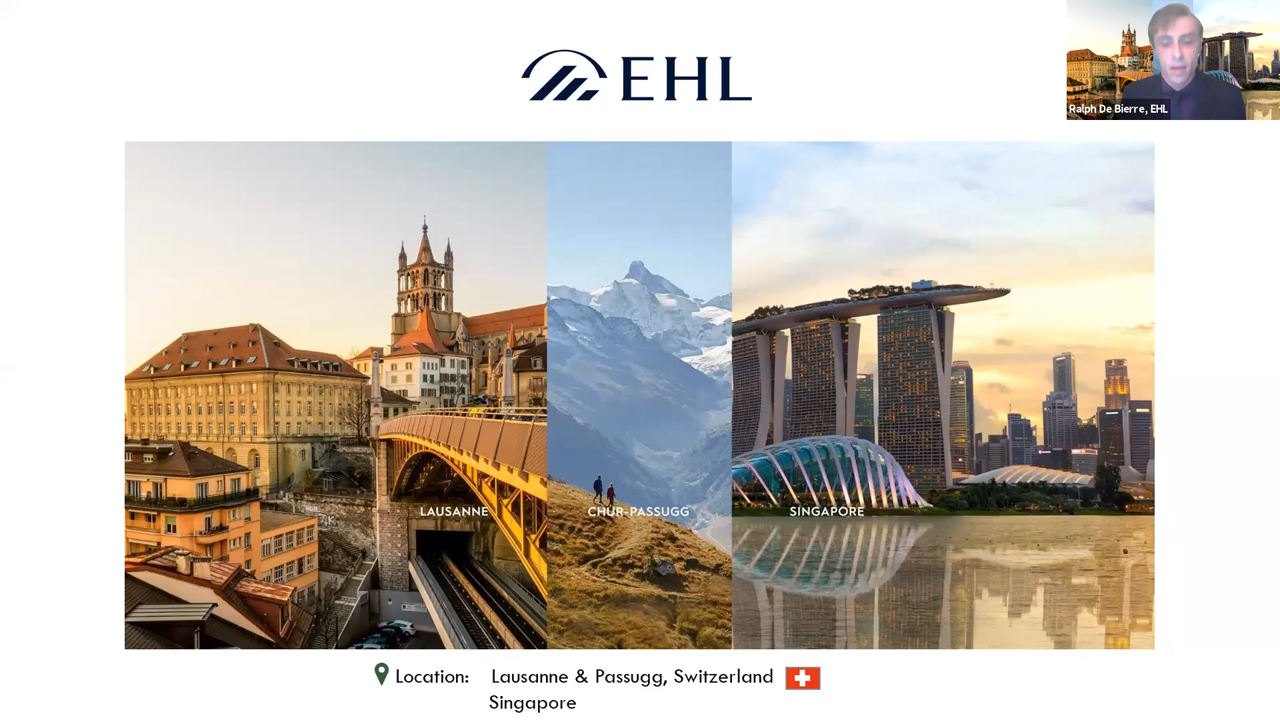 EHL
Ralph De Bierre, EHL
LAUSANNE
CHUR-PASSUGG
SINGAPORE
Location: Lausanne & Passugg, Switzerland
Singapore